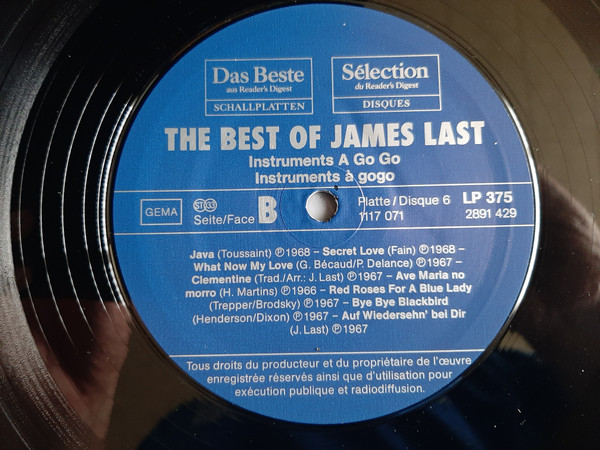 Das Beste
aus Reader's Digest
SCHALLPLATTEN
Sélection
du Reader's Digest
DISQUES
THE BEST OF JAMES LAST
Instruments A Go Go
Instruments à gogo
GEMA
ST 33
Seite/Face B
Platte/Disque 6
1117 071
LP 375
2891 429
Java (Toussaint) ℗1968 – Secret Love (Fain) ℗1968 –
What Now My Love (G. Bécaud/P. Delance) ℗1967 –
Clementine (Trad./Arr.: J. Last) ℗1967 – Ave Maria no
morro (H. Martins) ℗1966 – Red Roses For A Blue Lady
(Trepper/Brodsky) ℗1967 – Bye Bye Blackbird
(Henderson/Dixon) ℗1967 – Auf Wiedersehn' bei Dir
(J. Last) ℗1967
Tous droits du producteur et du propriétaire de l'œuvre
enregistrée réservés ainsi que d'utilisation pour
exécution publique et radiodiffusion.